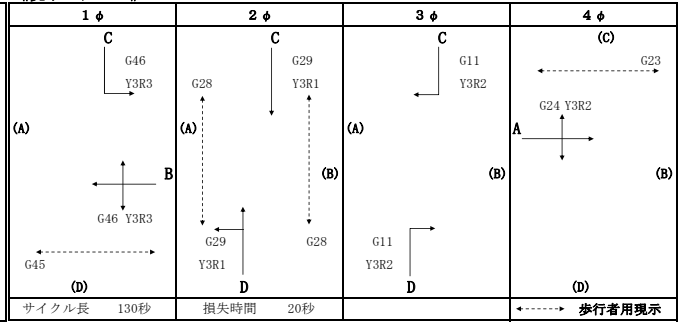 1φ 2φ 3φ 4φ
C C C (C)
G46 G29 G11 G23
Y3R3 G28 Y3R1 Y3R2
G24 Y3R2
(A) (A) (A) A
B (B) (B) (B)
G46 Y3R3
G29 G28 G11
G45 Y3R1 Y3R2
(D) D D (D)
サイクル長 130秒 損失時間 20秒 歩行者用現示